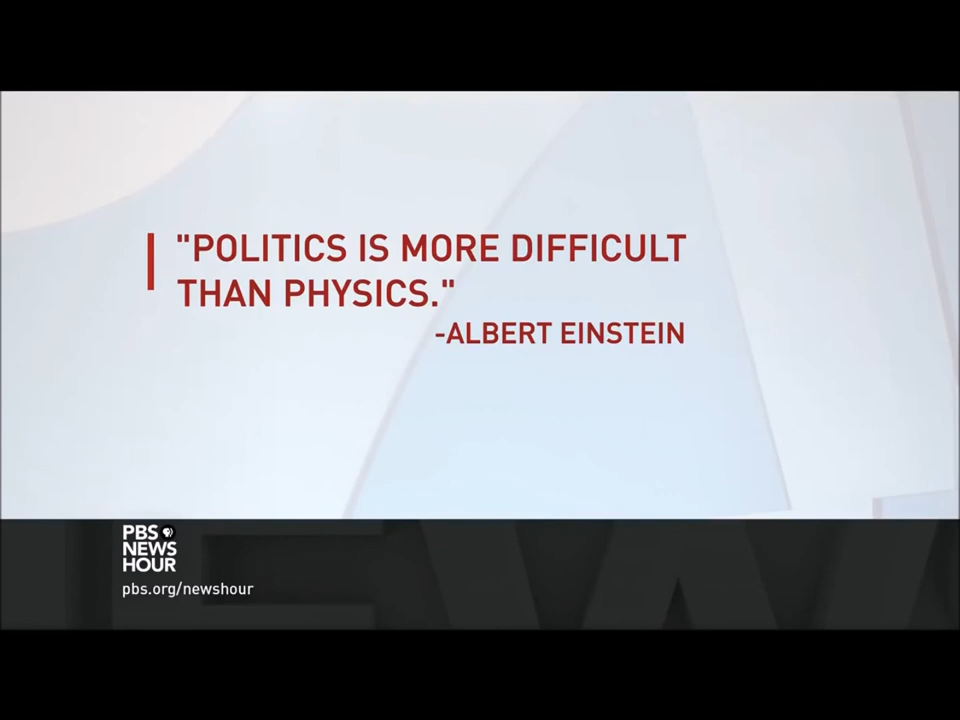 "POLITICS IS MORE DIFFICULT
THAN PHYSICS."
-ALBERT EINSTEIN
PBS
NEWS
HOUR
pbs.org/newshour